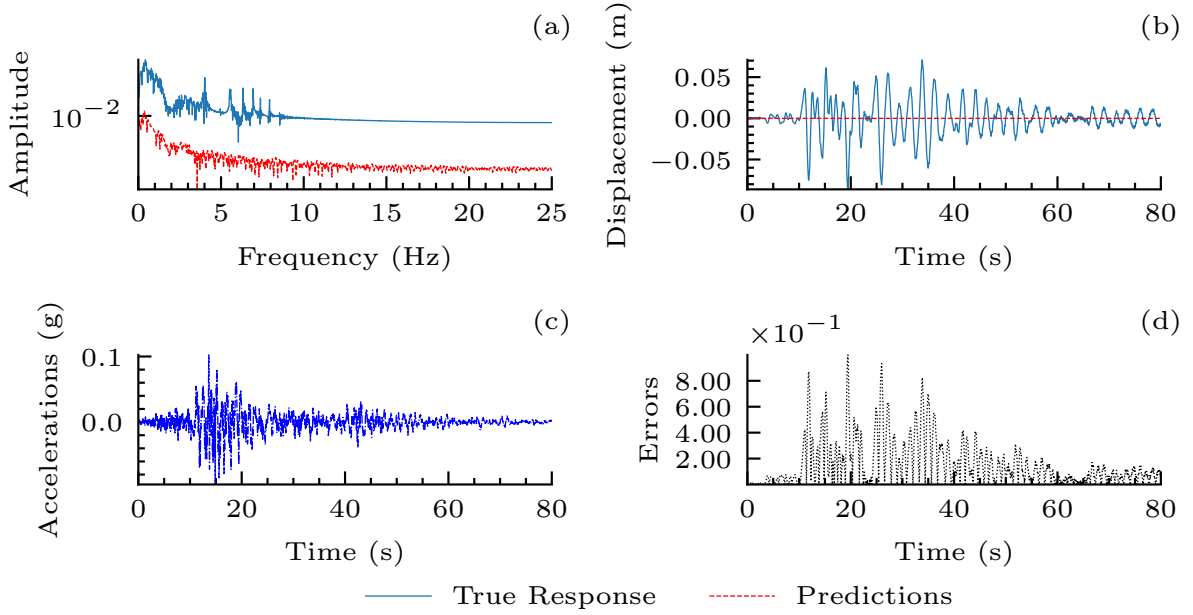 (a)
Amplitude
10⁻²
0 5 10 15 20 25
Frequency (Hz)
(b)
Displacement (m)
0.05
0.00
−0.05
0 20 40 60 80
Time (s)
(c)
Accelerations (g)
0.1
0.0
0 20 40 60 80
Time (s)
(d)
×10⁻¹
Errors
8.00
6.00
4.00
2.00
0 20 40 60 80
Time (s)
True Response Predictions